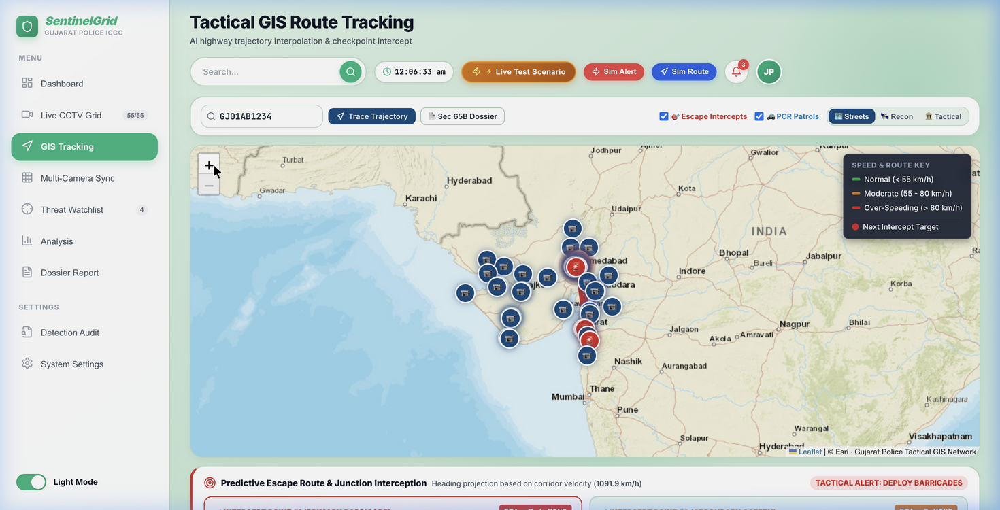 SentinelGrid
GUJARAT POLICE ICCC
MENU
Dashboard
Live CCTV Grid 55/55
GIS Tracking
Multi-Camera Sync
Threat Watchlist 4
Analysis
Dossier Report
SETTINGS
Detection Audit
System Settings
Light Mode
Tactical GIS Route Tracking
AI highway trajectory interpolation & checkpoint intercept
Search...
12:06:33 am
Live Test Scenario
Sim Alert
Sim Route
3
JP
GJ01AB1234
Trace Trajectory
Sec 65B Dossier
Escape Intercepts
PCR Patrols
Streets
Recon
Tactical
+
−
SPEED & ROUTE KEY
Normal (< 55 km/h)
Moderate (55 - 80 km/h)
Over-Speeding (> 80 km/h)
Next Intercept Target
Jodhpur
Ajmer
Gwalior
Kanpur
Turbat
Gwadar
Hyderabad
Karachi
Kota
Udaipur
INDIA
Bhopal
Bareli
Jabalpur
medabad
Indore
Korba
dodara
Nagpur
Bhilai
Jalgaon
Akola
Amravati
Nashik
Aurangabad
Thane
Mumbai
Pune
Kashinagara
Warangal
Solapur
Hyderabad
Visakhapatnam
Leaflet | © Esri · Gujarat Police Tactical GIS Network
Predictive Escape Route & Junction Interception Heading projection based on corridor velocity (1091.9 km/h)
TACTICAL ALERT: DEPLOY BARRICADES